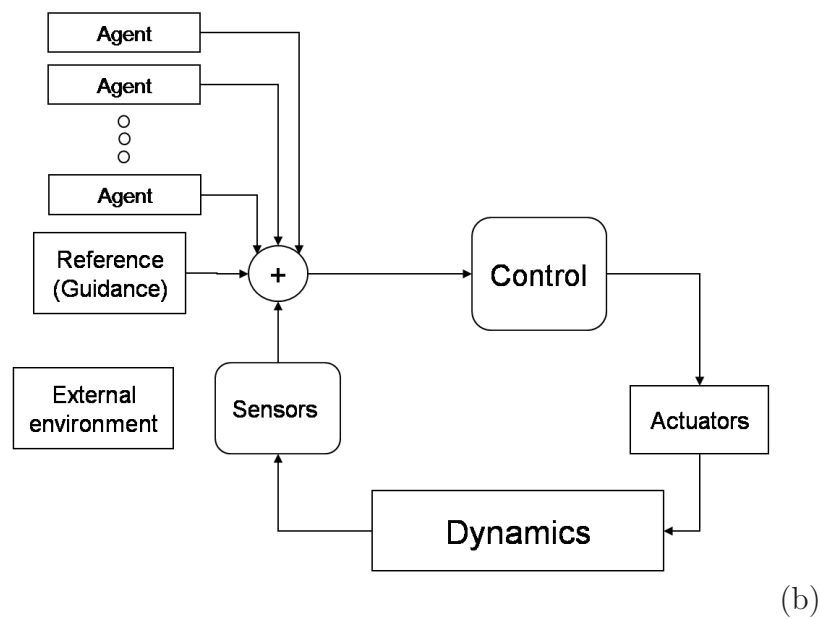 Agent
Agent
Agent
Reference
(Guidance)
+
Control
External
environment
Sensors
Actuators
Dynamics
(b)